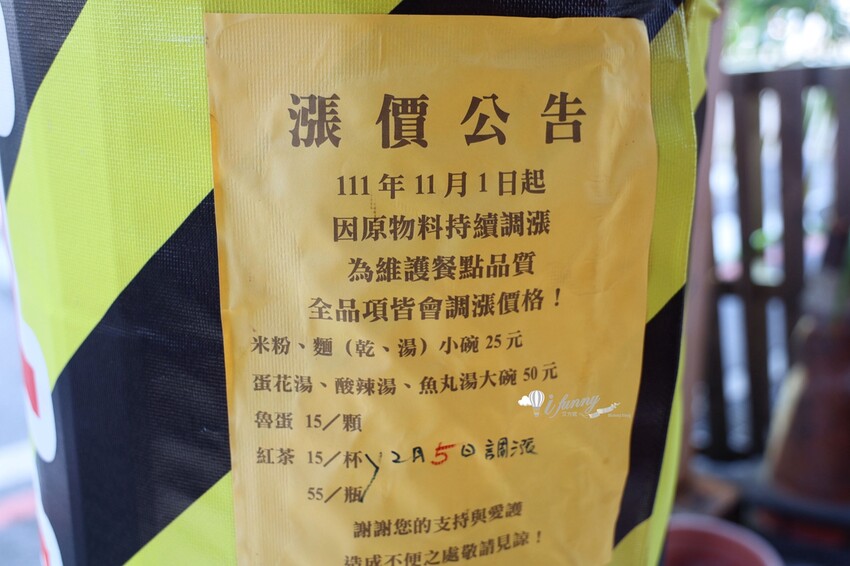 漲價公告
111年11月1日起
因原物料持續調漲
為維護餐點品質
全品項皆會調漲價格！
米粉、麵（乾、湯）小碗 25元
蛋花湯、酸辣湯、魚丸湯大碗 50元
魯蛋 15／顆
紅茶 15／杯 2月5日調漲
55／瓶
謝謝您的支持與愛護
造成不便之處敬請見諒！
i funny